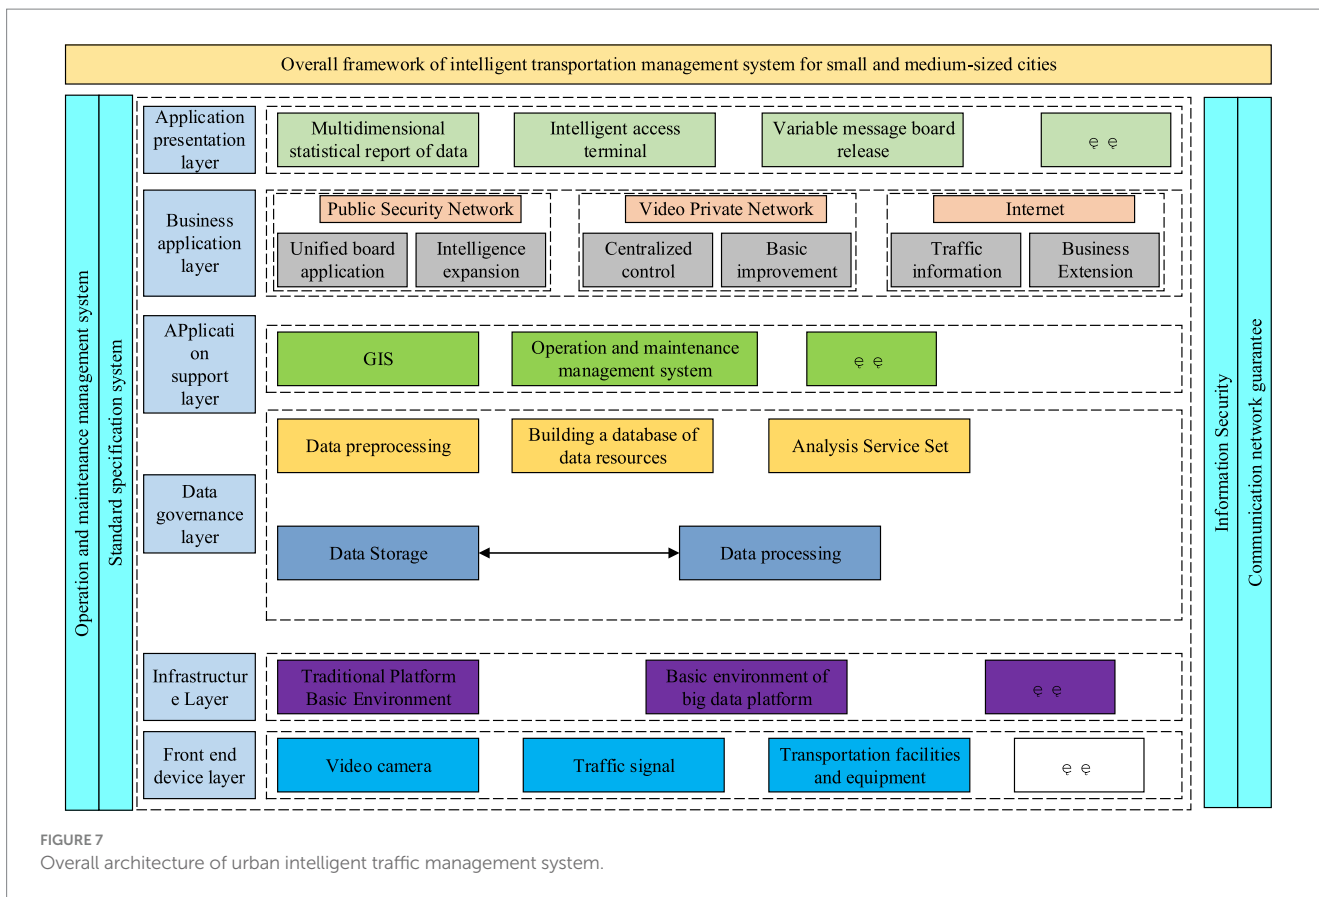 Overall framework of intelligent transportation management system for small and medium-sized cities
Operation and maintenance management system
Standard specification system
Application
presentation
layer
Multidimensional
statistical report of data
Intelligent access
terminal
Variable message board
release
ę ę
Business
application
layer
Public Security Network
Unified board
application
Intelligence
expansion
Video Private Network
Centralized
control
Basic
improvement
Internet
Traffic
information
Business
Extension
APplicati
on
support
layer
GIS
Operation and maintenance
management system
ę ę
Data
governance
layer
Data preprocessing
Building a database of
data resources
Analysis Service Set
Data Storage
Data processing
Infrastructur
e Layer
Traditional Platform
Basic Environment
Basic environment of
big data platform
ę ę
Front end
device layer
Video camera
Traffic signal
Transportation facilities
and equipment
ę ę
Information Security
Communication network guarantee
FIGURE 7
Overall architecture of urban intelligent traffic management system.